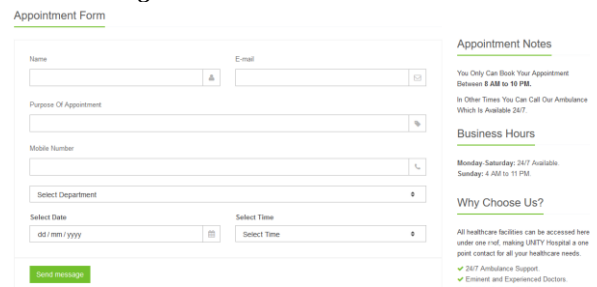 Appointment Form
Name
E-mail
Purpose Of Appointment
Mobile Number
Select Department
Select Date
Select Time
dd / mm / yyyy
Select Time
Send message
Appointment Notes
You Only Can Book Your Appointment
Between 8 AM to 10 PM.
In Other Times You Can Call Our Ambulance
Which Is Available 24/7.
Business Hours
Monday-Saturday: 24/7 Available.
Sunday: 4 AM to 11 PM.
Why Choose Us?
All healthcare facilities can be accessed here
under one roof, making UNITY Hospital a one
point contact for all your healthcare needs.
24/7 Ambulance Support.
Eminent and Experienced Doctors.